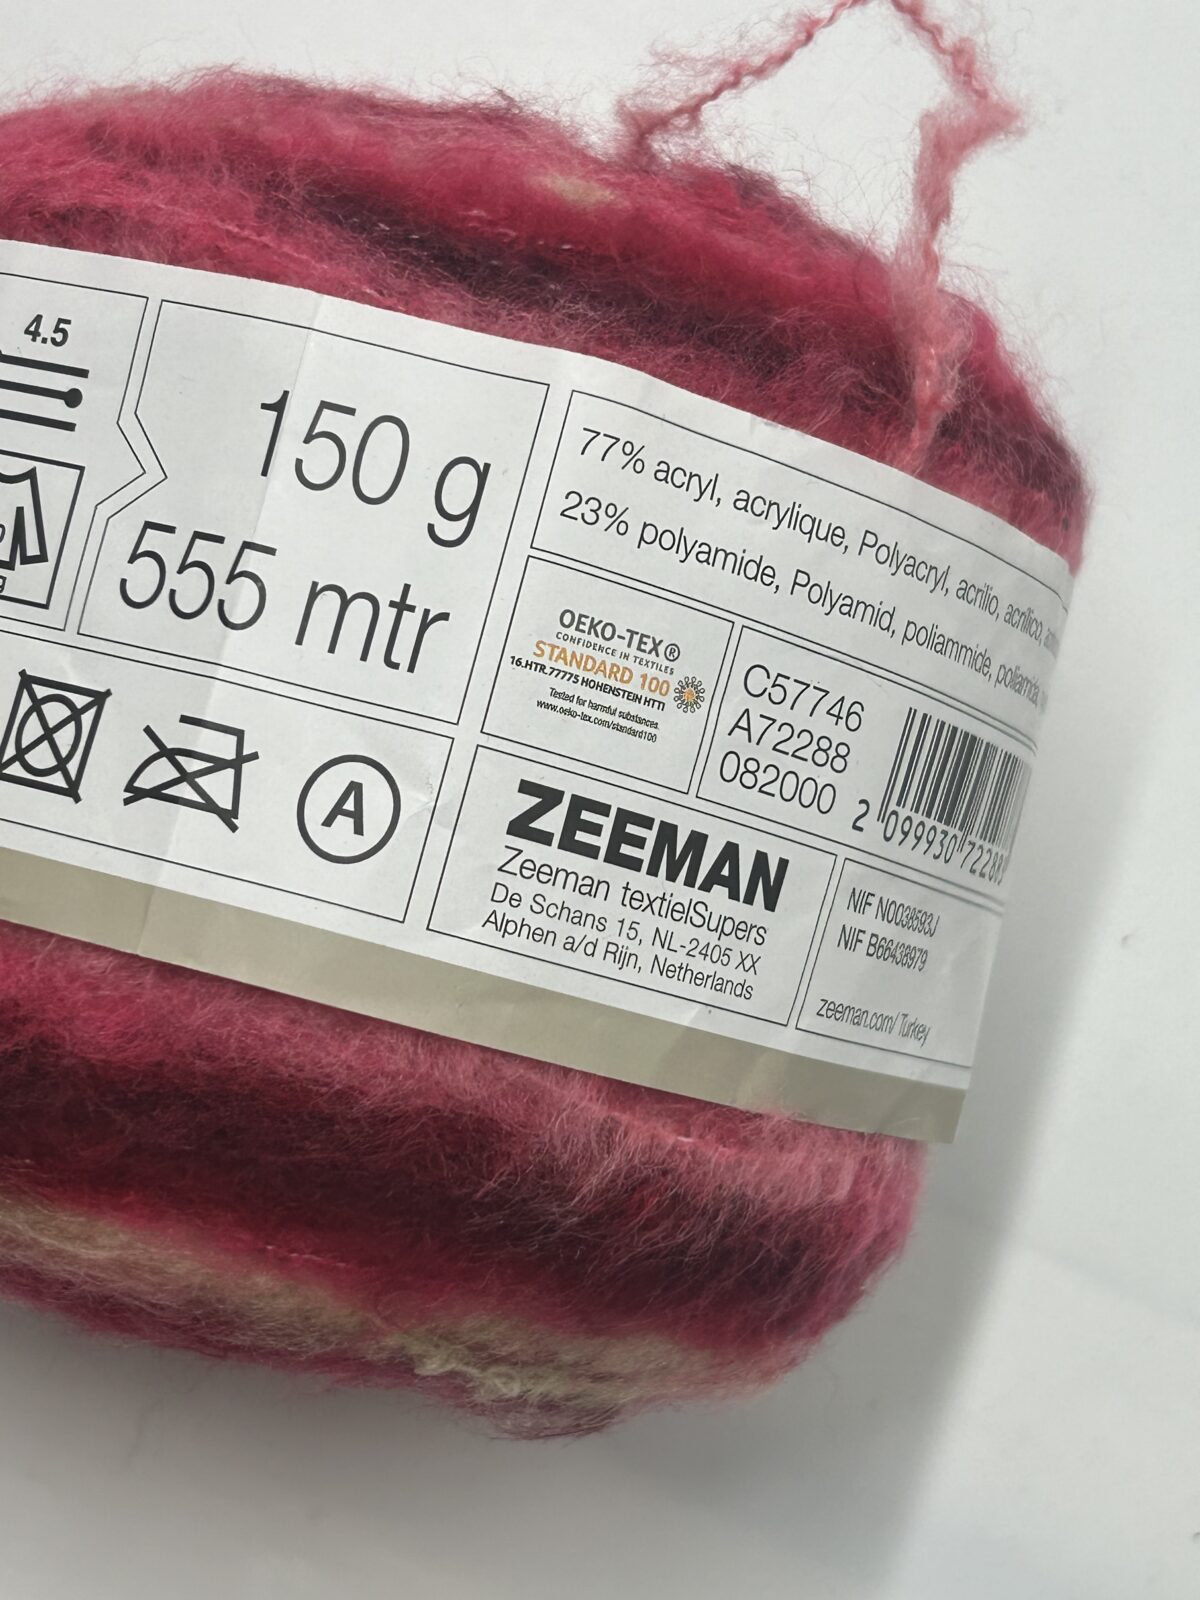 4.5
150 g
555 mtr
A
77% acryl, acrylique, Polyacryl, acrilio, acrílico,
23% polyamide, Polyamid, poliammide, poliamida
OEKO-TEX®
CONFIDENCE IN TEXTILES
STANDARD 100
16.HTR.77775 HOHENSTEIN HTTI
Tested for harmful substances.
www.oeko-tex.com/standard100
C57746
A72288
082000
2 099930 722883
ZEEMAN
Zeeman textielSupers
De Schans 15, NL-2405 XX
Alphen a/d Rijn, Netherlands
NIF N0038593J
NIF B66438979
zeeman.com/ Turkey